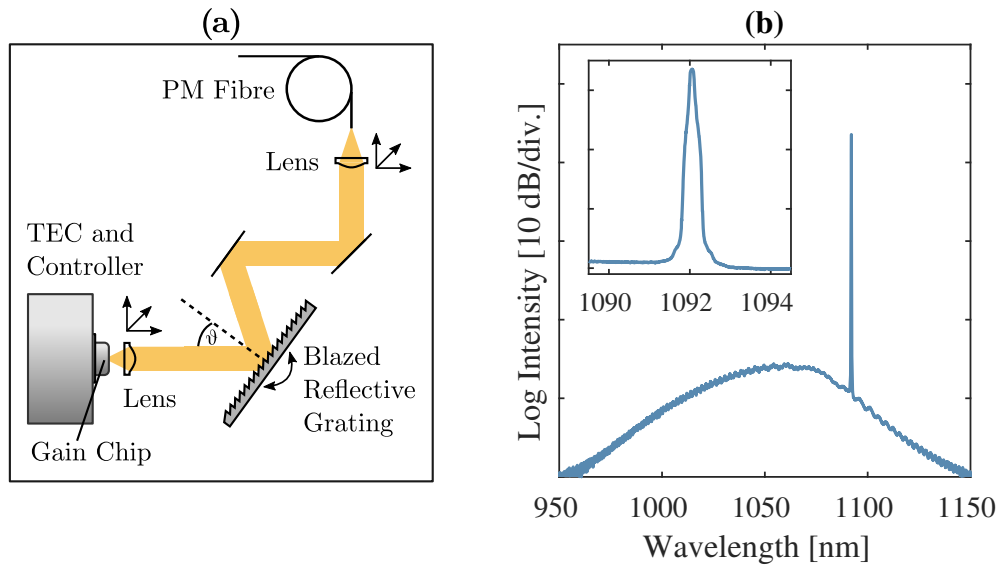 (a)
PM Fibre
Lens
TEC and
Controller
ϑ
Blazed
Reflective
Grating
Lens
Gain Chip
(b)
Log Intensity [10 dB/div.]
1090 1092 1094
950 1000 1050 1100 1150
Wavelength [nm]